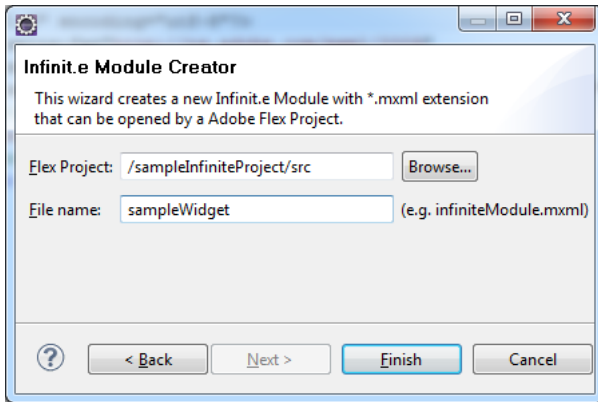 Infinit.e Module Creator
This wizard creates a new Infinit.e Module with *.mxml extension
that can be opened by a Adobe Flex Project.
Flex Project: /sampleInfiniteProject/src Browse...
File name: sampleWidget (e.g. infiniteModule.mxml)
? < Back Next > Finish Cancel